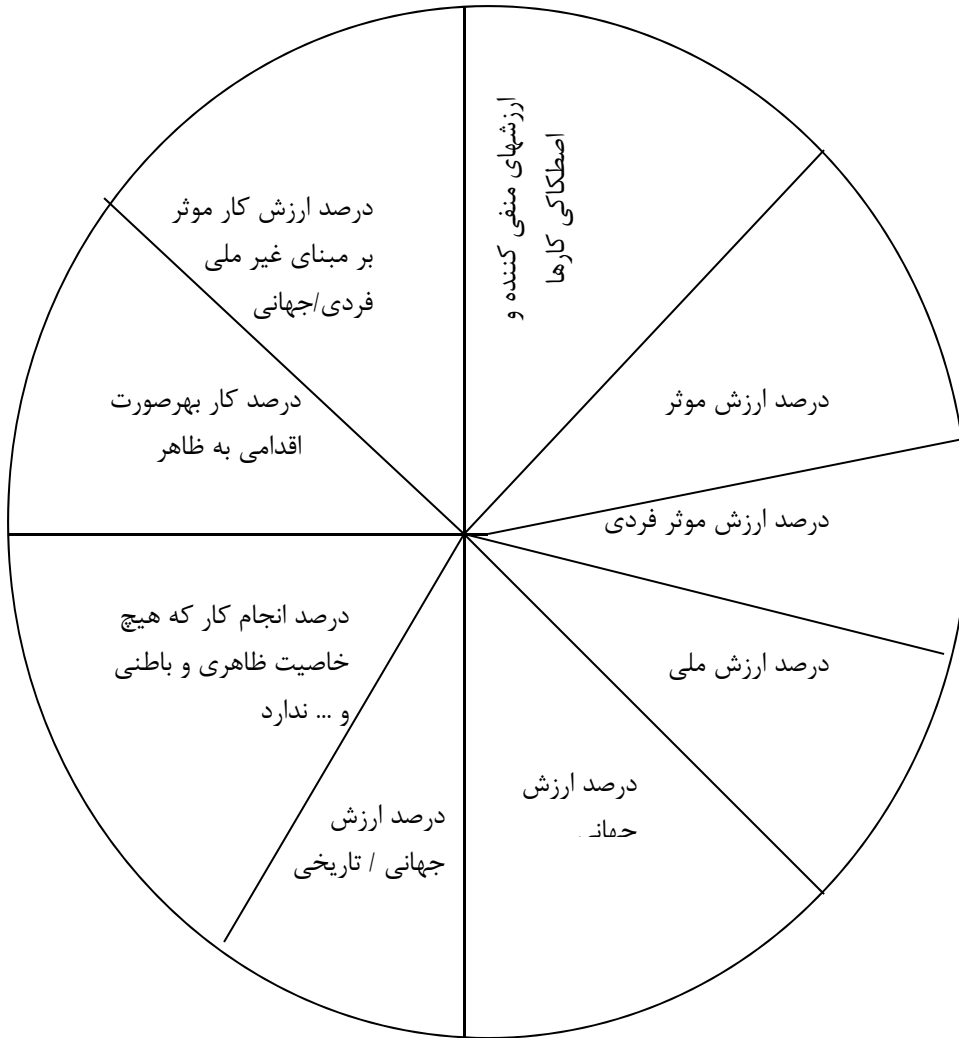 ارزشهای منفی کننده و
اصطکاکی کارها
درصد ارزش کار موثر
بر مبنای غیر ملی
فردی/جهانی
درصد ارزش موثر
درصد کار بهرصورت
اقدامی به ظاهر
درصد ارزش موثر فردی
درصد انجام کار که هیچ
خاصیت ظاهری و باطنی
و ... ندارد
درصد ارزش ملی
درصد ارزش
جهانی
درصد ارزش
جهانی / تاریخی